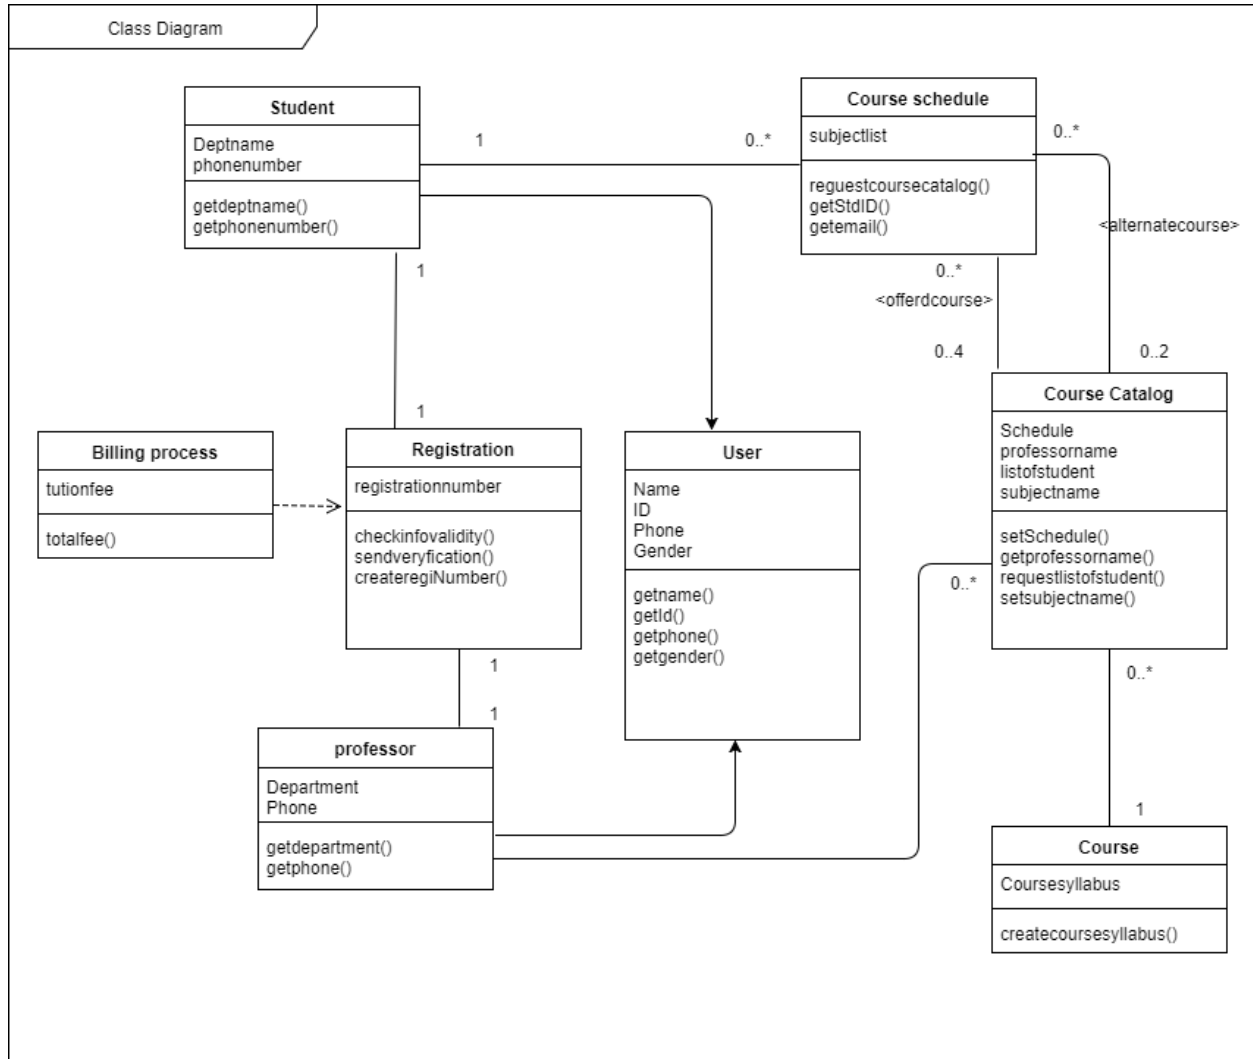 Class Diagram
Student
Deptname
phonenumber
getdeptname()
getphonenumber()
1
0..*
Course schedule
subjectlist
reguestcoursecatalog()
getStdID()
getemail()
0..*
<alternatecourse>
0..*
<offerdcourse>
0..4
0..2
1
1
Billing process
tutionfee
totalfee()
Registration
registrationnumber
checkinfovalidity()
sendveryfication()
createregiNumber()
User
Name
ID
Phone
Gender
getname()
getId()
getphone()
getgender()
Course Catalog
Schedule
professorname
listofstudent
subjectname
setSchedule()
getprofessorname()
requestlistofstudent()
setsubjectname()
0..*
1
1
professor
Department
Phone
getdepartment()
getphone()
0..*
1
Course
Coursesyllabus
createcoursesyllabus()